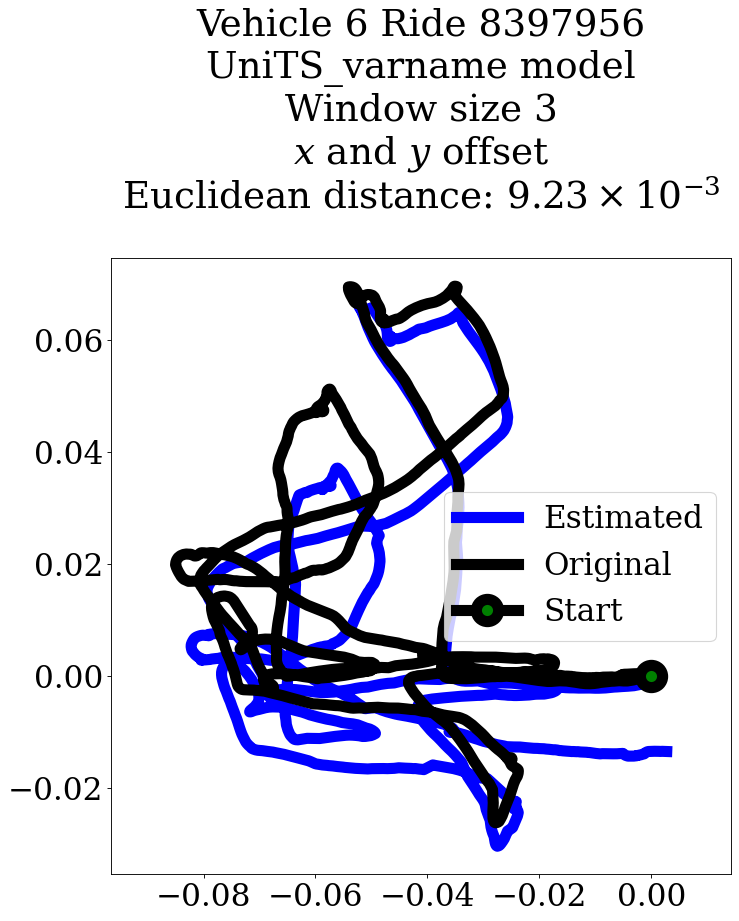 Vehicle 6 Ride 8397956
UniTS_varname model
Window size 3
x and y offset
Euclidean distance: 9.23 × 10⁻³
0.06
0.04
0.02
0.00
−0.02
Estimated
Original
Start
−0.08 −0.06 −0.04 −0.02 0.00